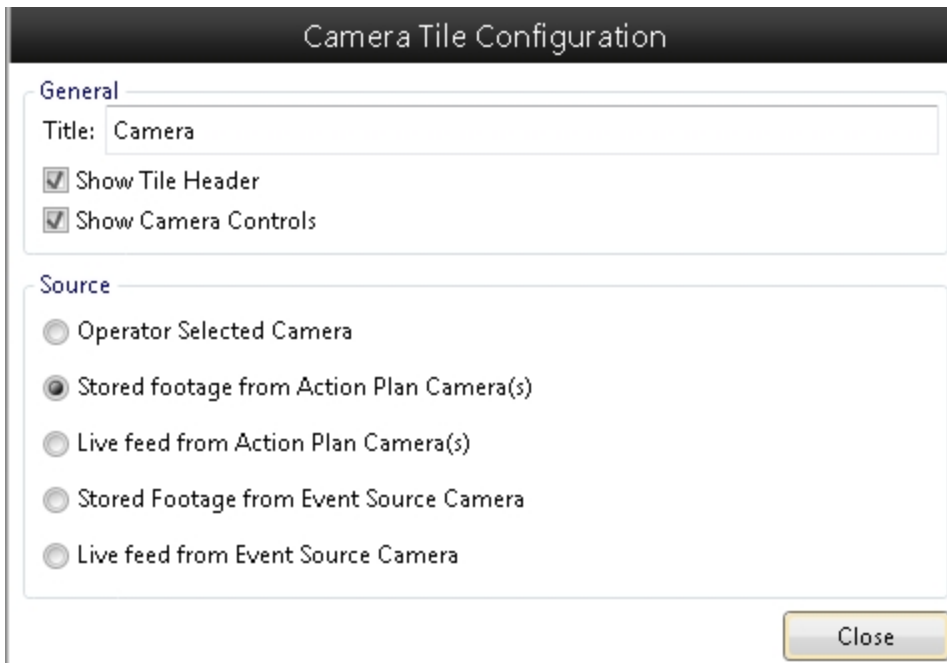 Camera Tile Configuration
General
Title: Camera
Show Tile Header
Show Camera Controls
Source
Operator Selected Camera
Stored footage from Action Plan Camera(s)
Live feed from Action Plan Camera(s)
Stored Footage from Event Source Camera
Live feed from Event Source Camera
Close